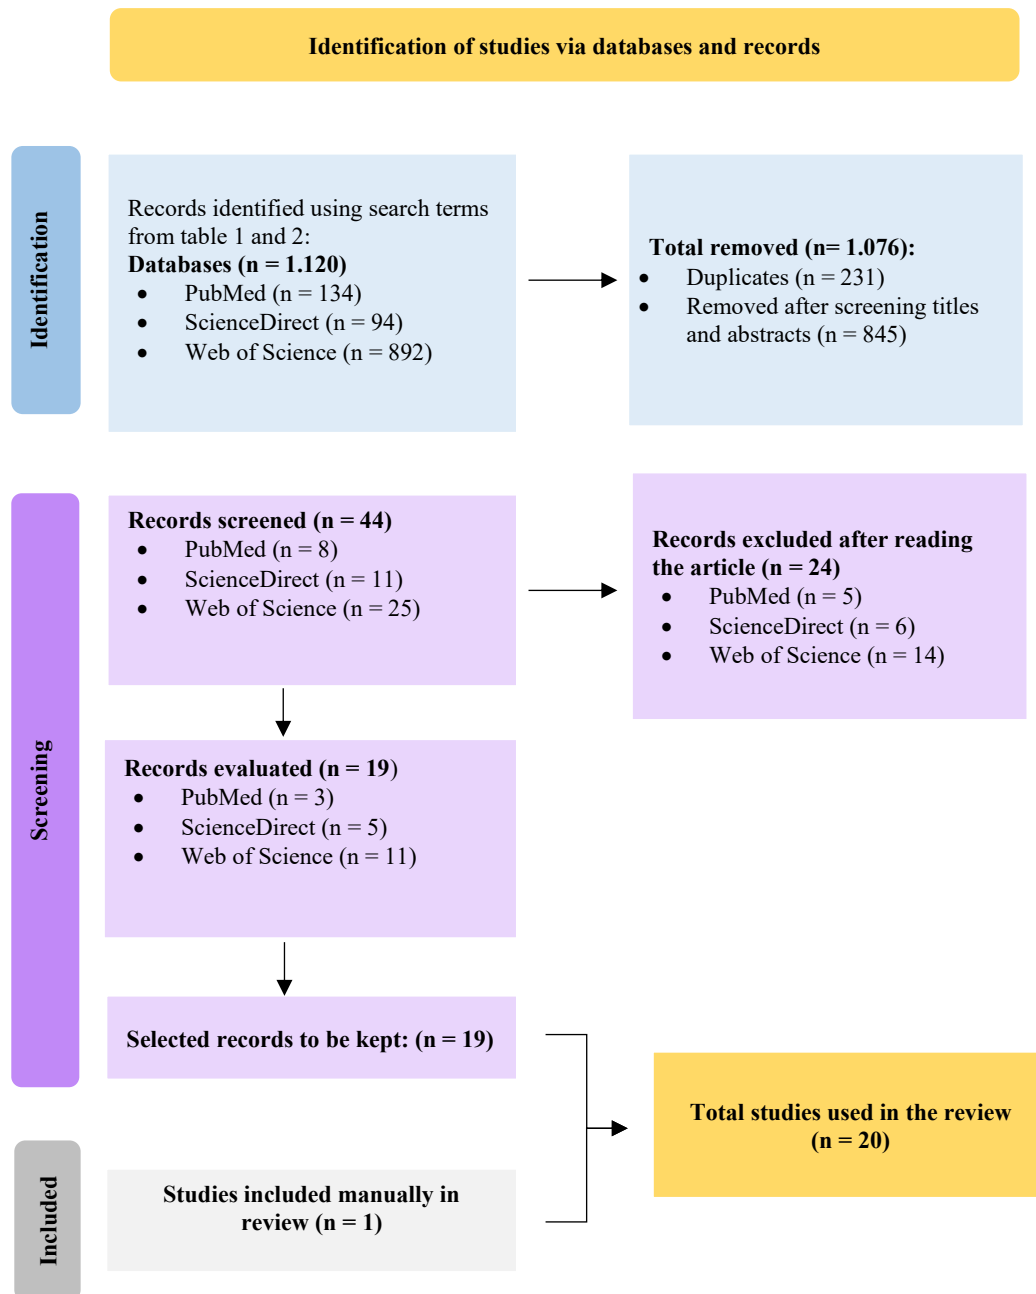 Identification of studies via databases and records
Identification
Records identified using search terms
from table 1 and 2:
Databases (n = 1.120)
• PubMed (n = 134)
• ScienceDirect (n = 94)
• Web of Science (n = 892)
Total removed (n= 1.076):
• Duplicates (n = 231)
• Removed after screening titles
and abstracts (n = 845)
Screening
Records screened (n = 44)
• PubMed (n = 8)
• ScienceDirect (n = 11)
• Web of Science (n = 25)
Records excluded after reading
the article (n = 24)
• PubMed (n = 5)
• ScienceDirect (n = 6)
• Web of Science (n = 14)
Records evaluated (n = 19)
• PubMed (n = 3)
• ScienceDirect (n = 5)
• Web of Science (n = 11)
Selected records to be kept: (n = 19)
Total studies used in the review
(n = 20)
Included
Studies included manually in
review (n = 1)